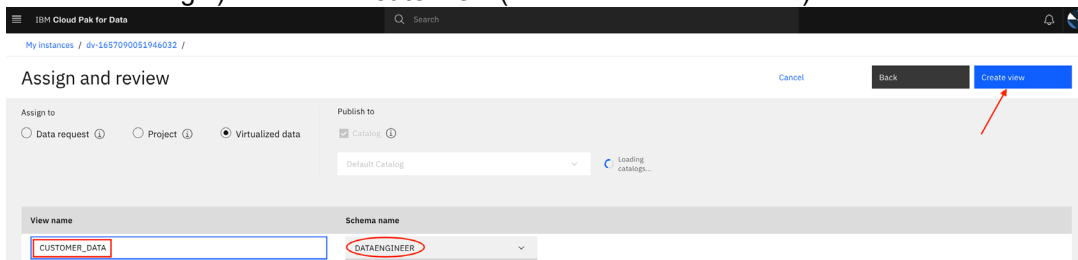 IBM Cloud Pak for Data
Search
My instances / dv-1657090051946032 /
Assign and review
Cancel
Back
Create view
Assign to
Publish to
Data request
Project
Virtualized data
Catalog
Default Catalog
Loading
catalogs...
View name
Schema name
CUSTOMER_DATA
DATAENGINEER